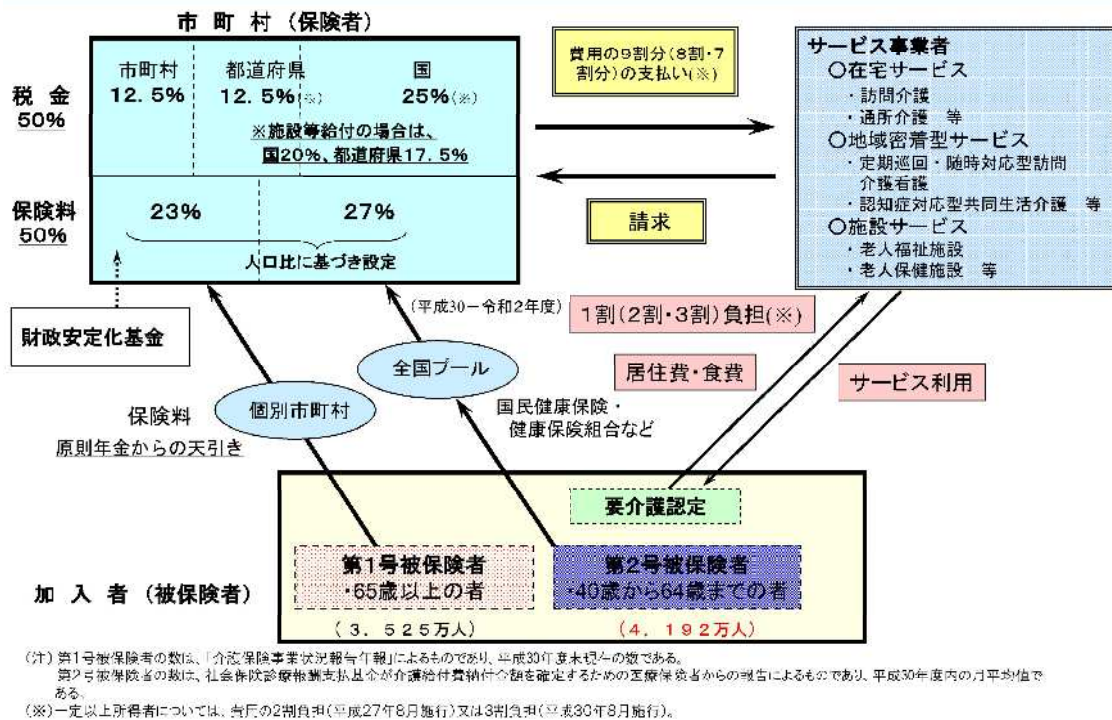 市 町 村 （保険者）
税 金
50%
市町村
12．5%
都道府県
12．5%(※)
国
25%(※)
※施設等給付の場合は、
国20%、都道府県17．5%
保険料
50%
23%
27%
人口比に基づき設定
財政安定化基金
費用の9割分（8割・7
割分）の支払い（※）
請求
サービス事業者
○在宅サービス
・訪問介護
・通所介護　等
○地域密着型サービス
・定期巡回・随時対応型訪問
介護看護
・認知症対応型共同生活介護　等
○施設サービス
・老人福祉施設
・老人保健施設　等
（平成30－令和2年度）
1割（2割・3割）負担（※）
居住費・食費
サービス利用
全国プール
国民健康保険・
健康保険組合など
個別市町村
保険料
原則年金からの天引き
要介護認定
加 入 者 （被保険者）
第1号被保険者
・65歳以上の者
第2号被保険者
・40歳から64歳までの者
（３．５２５万人）
（４．１９２万人）
（注） 第1号被保険者の数は、「介護保険事業状況報告年報」によるものであり、平成30年度末現在の数である。
第2号被保険者の数は、社会保険診療報酬支払基金が介護給付費納付金額を確定するための医療保険者からの報告によるものであり、平成30年度内の月平均値で
ある。
（※）一定以上所得者については、費用の2割負担（平成27年8月施行）又は3割負担（平成30年8月施行）。